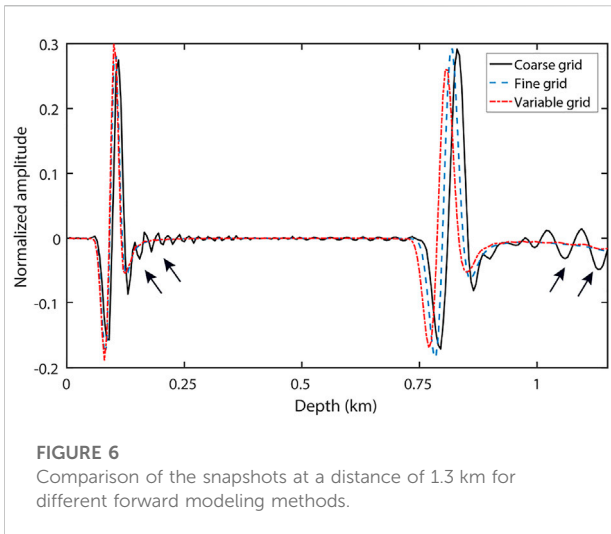 0.3
0.2
0.1
0
-0.1
-0.2
Normalized amplitude
Coarse grid
Fine grid
Variable grid
0
0.25
0.5
0.75
1
Depth (km)
FIGURE 6
Comparison of the snapshots at a distance of 1.3 km for
different forward modeling methods.